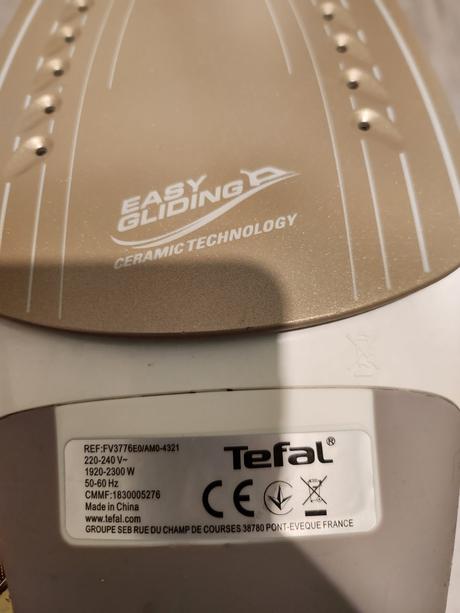 EASY
GLIDING
CERAMIC TECHNOLOGY
REF:FV3776E0/AM0-4321
220-240 V~
1920-2300 W
50-60 Hz
CMMF:1830005276
Made in China
www.tefal.com
Tefal®
CE
GROUPE SEB RUE DU CHAMP DE COURSES 38780 PONT-EVEQUE FRANCE